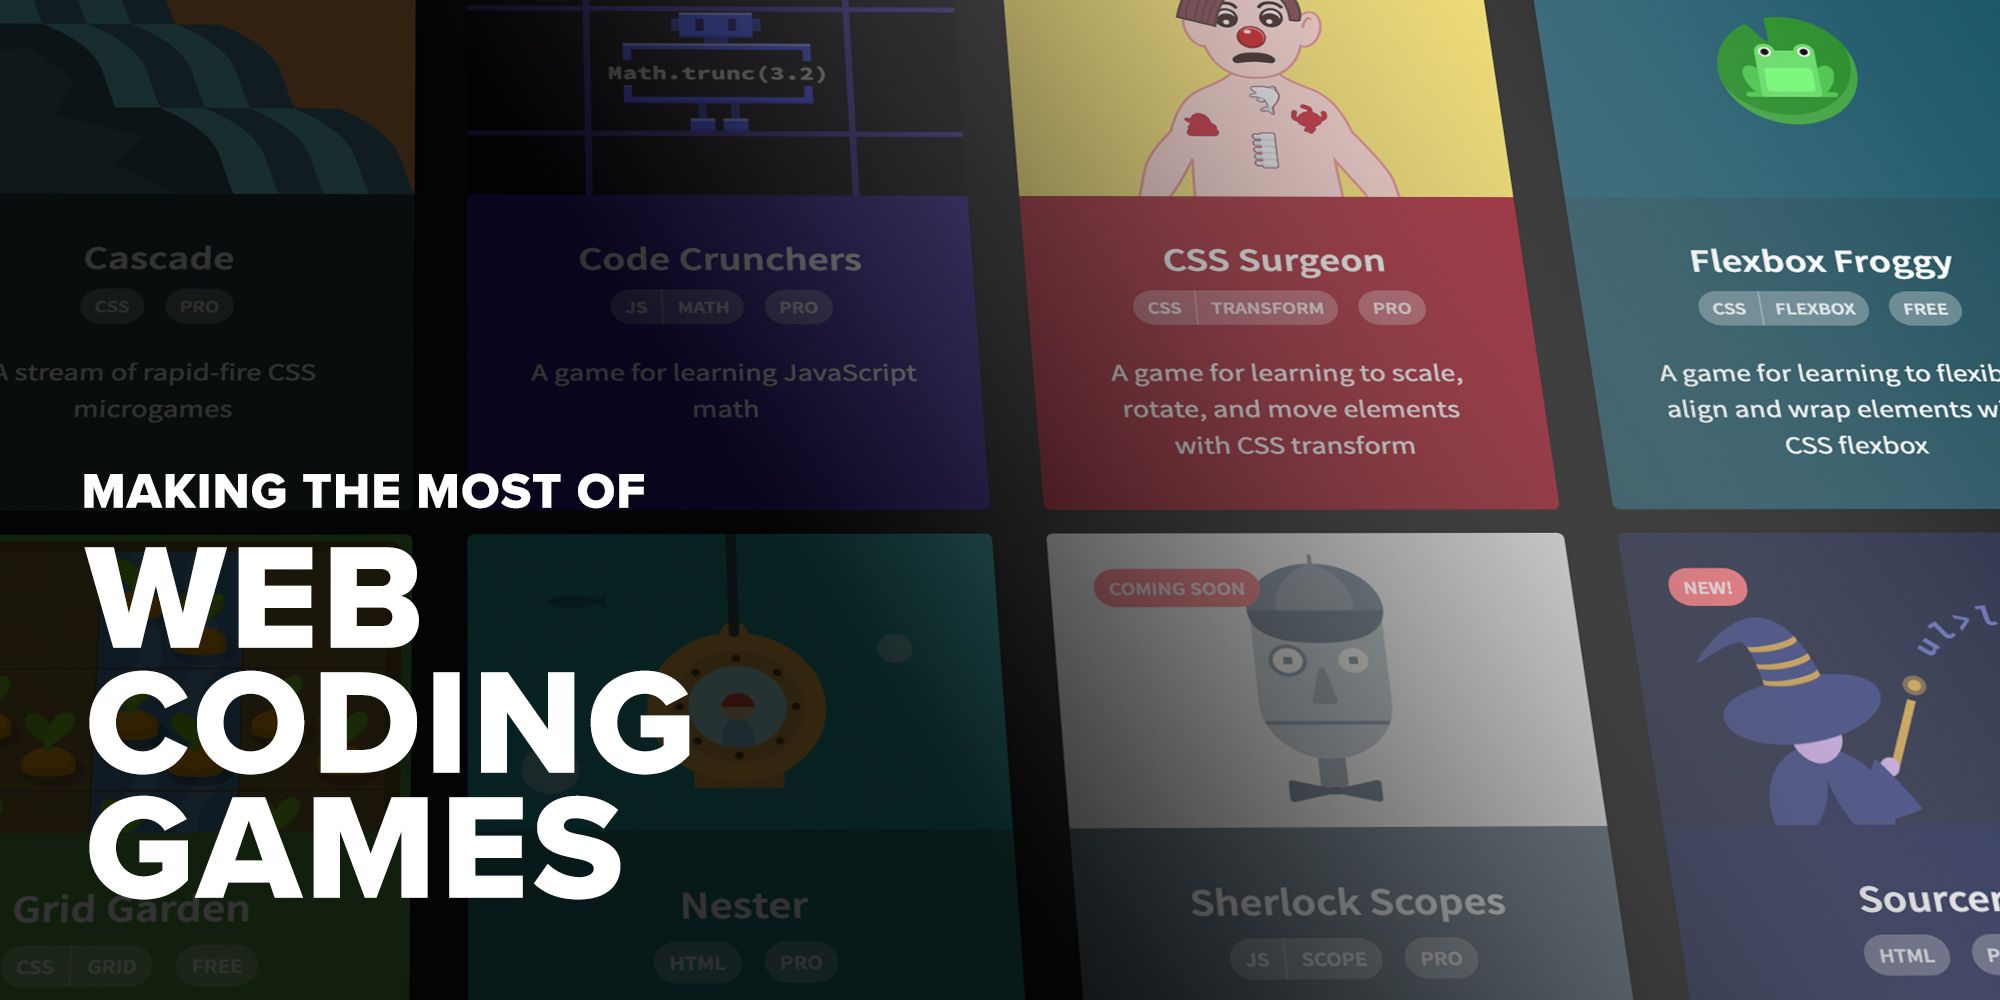 Math.trunc(3.2)
Cascade
CSS
PRO
A stream of rapid-fire CSS
microgames
Code Crunchers
JS
MATH
PRO
A game for learning JavaScript
math
CSS Surgeon
CSS
TRANSFORM
PRO
A game for learning to scale,
rotate, and move elements
with CSS transform
Flexbox Froggy
CSS
FLEXBOX
FREE
A game for learning to
align and wrap elements
CSS flexbox
MAKING THE MOST OF
WEB
CODING
GAMES
Grid Garden
CSS
GRID
FREE
Nester
HTML
PRO
COMING SOON
Sherlock Scopes
JS
SCOPE
PRO
NEW!
ul>l
HTML